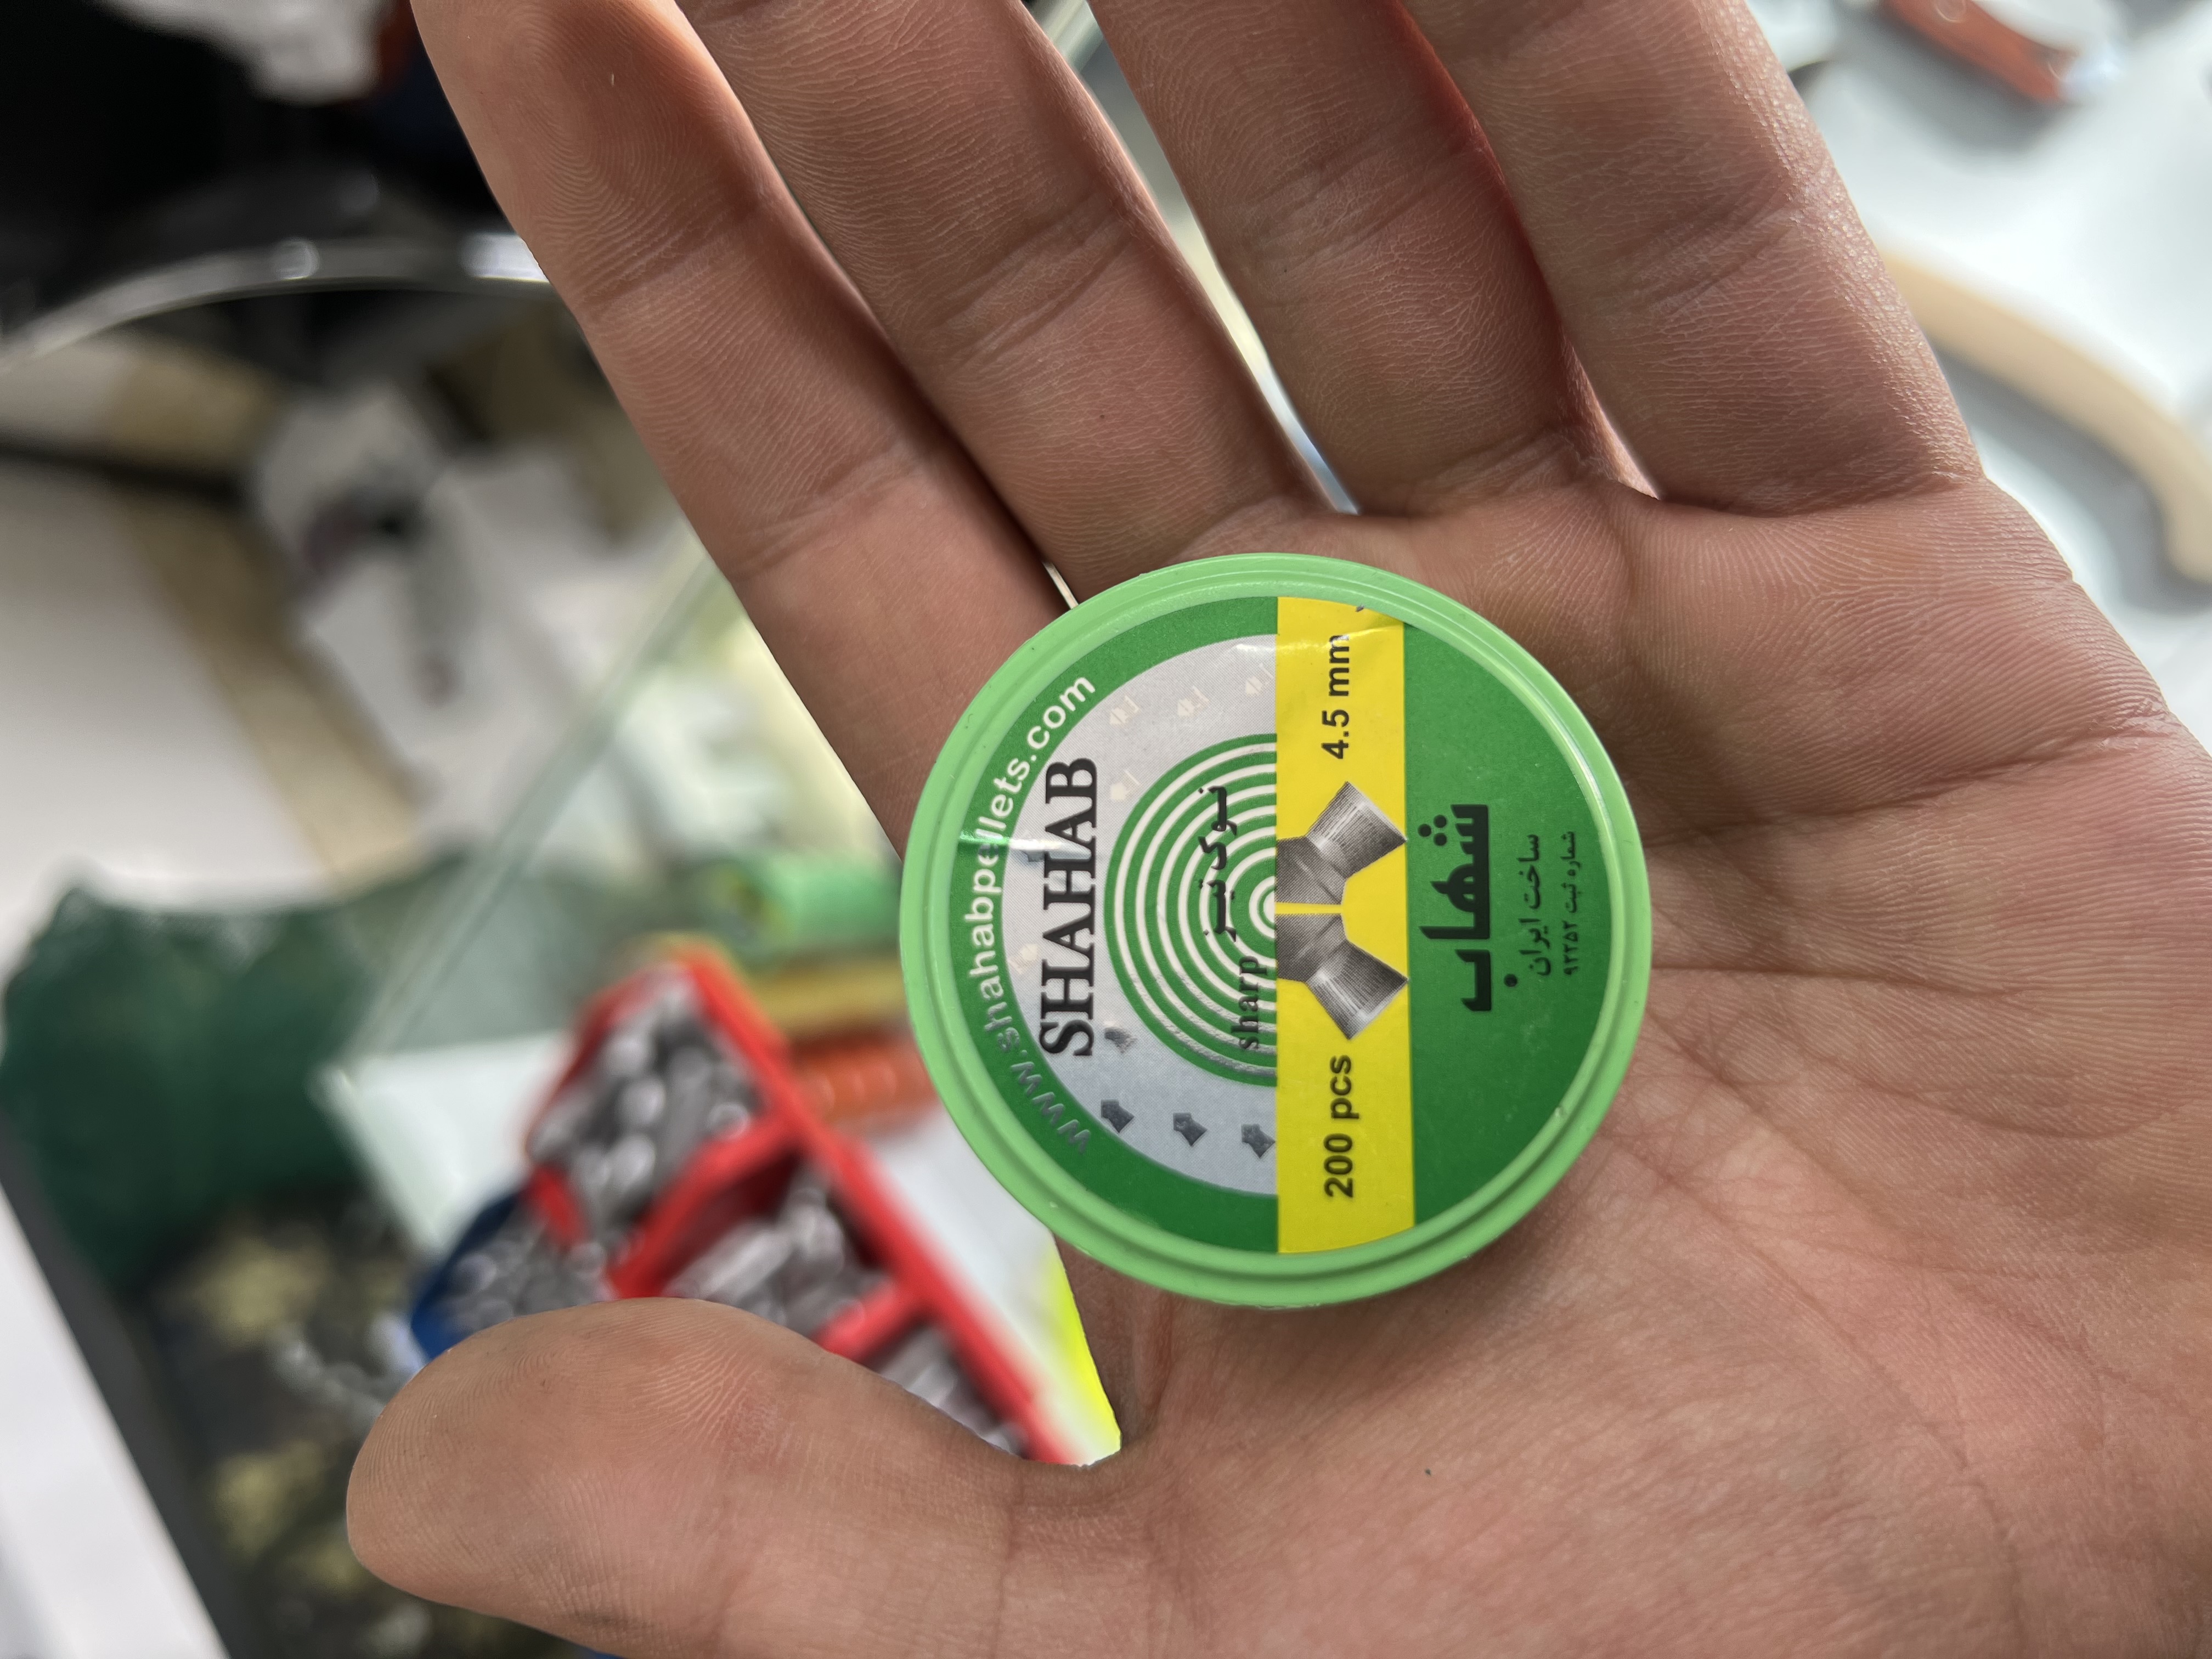 www.shahabpellets.com
SHAHAB
نوک تیز
sharp
200 pcs 4.5 mm
شهاب
ساخت ایران
شماره ثبت ۹۲۲۵۲